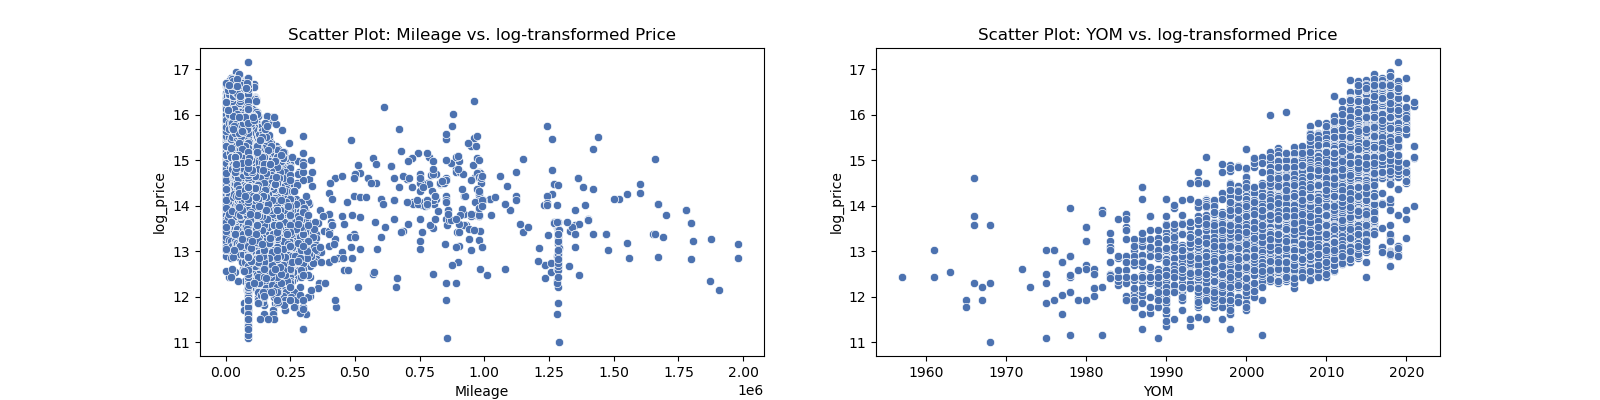 Scatter Plot: Mileage vs. log-transformed Price
17
16
15
14
13
12
11
log_price
0.00 0.25 0.50 0.75 1.00 1.25 1.50 1.75 2.00
1e6
Mileage
Scatter Plot: YOM vs. log-transformed Price
17
16
15
14
13
12
11
log_price
1960 1970 1980 1990 2000 2010 2020
YOM